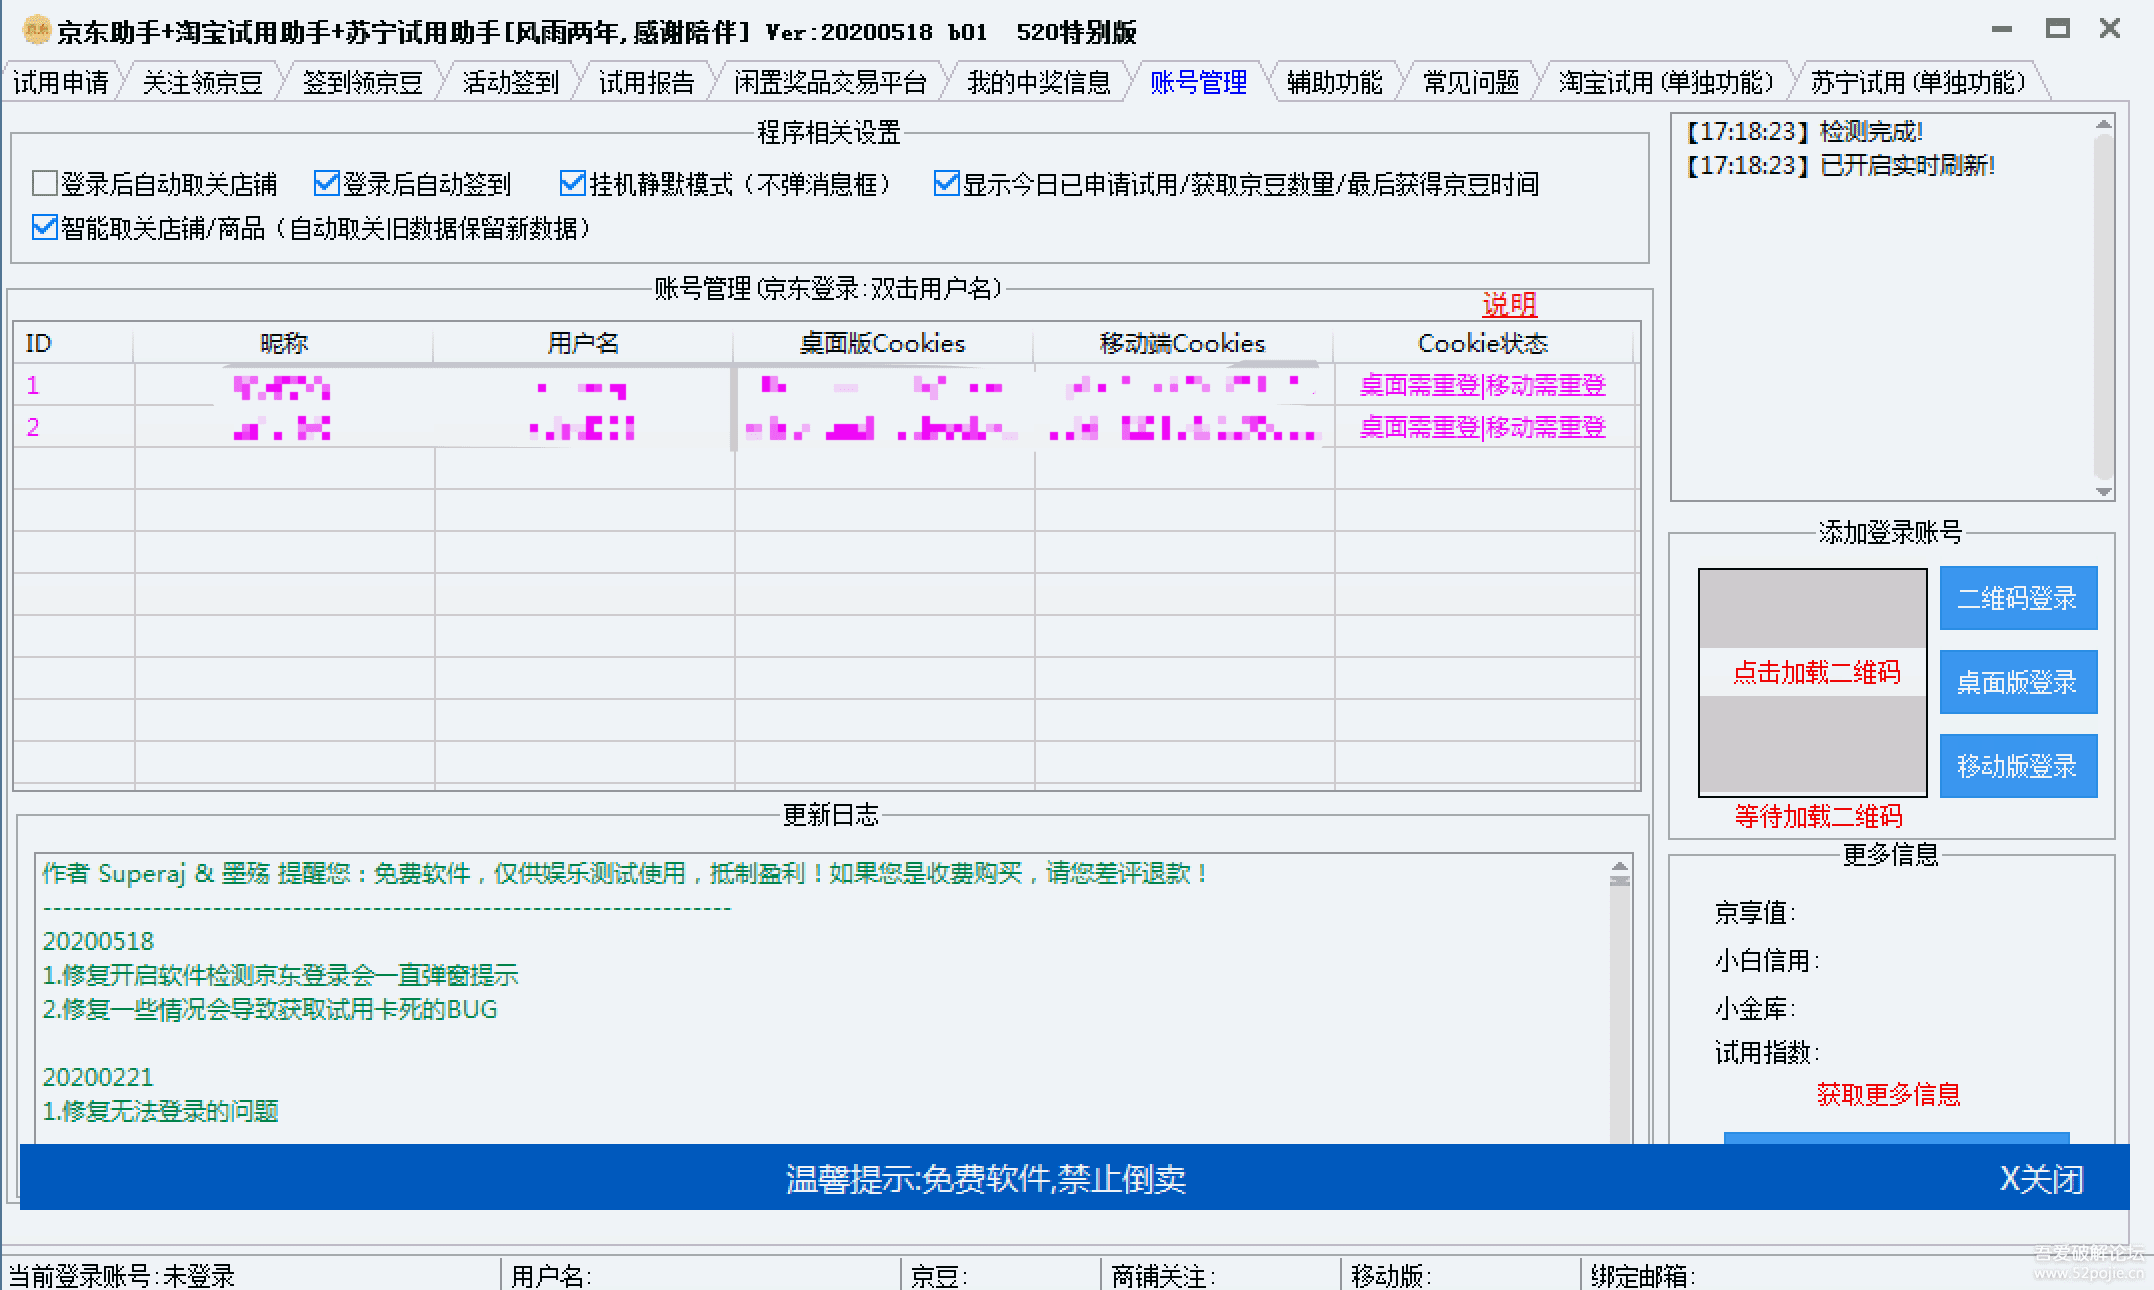 京东助手+淘宝试用助手+苏宁试用助手[风雨两年,感谢陪伴] Ver:20200518 b01  520特别版
试用申请 关注领京豆 签到领京豆 活动签到 试用报告 闲置奖品交易平台 我的中奖信息 账号管理 辅助功能 常见问题 淘宝试用(单独功能) 苏宁试用(单独功能)
程序相关设置
登录后自动取关店铺 登录后自动签到 挂机静默模式（不弹消息框） 显示今日已申请试用/获取京豆数量/最后获得京豆时间
智能取关店铺/商品（自动取关旧数据保留新数据）
【17:18:23】检测完成!
【17:18:23】已开启实时刷新!
账号管理(京东登录:双击用户名)
说明
ID 昵称 用户名 桌面版Cookies 移动端Cookies Cookie状态
1 桌面需重登|移动需重登
2 桌面需重登|移动需重登
添加登录账号
点击加载二维码
等待加载二维码
二维码登录
桌面版登录
移动版登录
更新日志
作者 Superaj & 墨殇 提醒您：免费软件，仅供娱乐测试使用，抵制盈利！如果您是收费购买，请您差评退款！
---------------------------------------------------------------------
20200518
1.修复开启软件检测京东登录会一直弹窗提示
2.修复一些情况会导致获取试用卡死的BUG
20200221
1.修复无法登录的问题
更多信息
京享值:
小白信用:
小金库:
试用指数:
获取更多信息
温馨提示:免费软件,禁止倒卖 X关闭
当前登录账号:未登录 用户名: 京豆: 商铺关注: 移动版: 绑定邮箱:
吾爱破解论坛
www.52pojie.cn